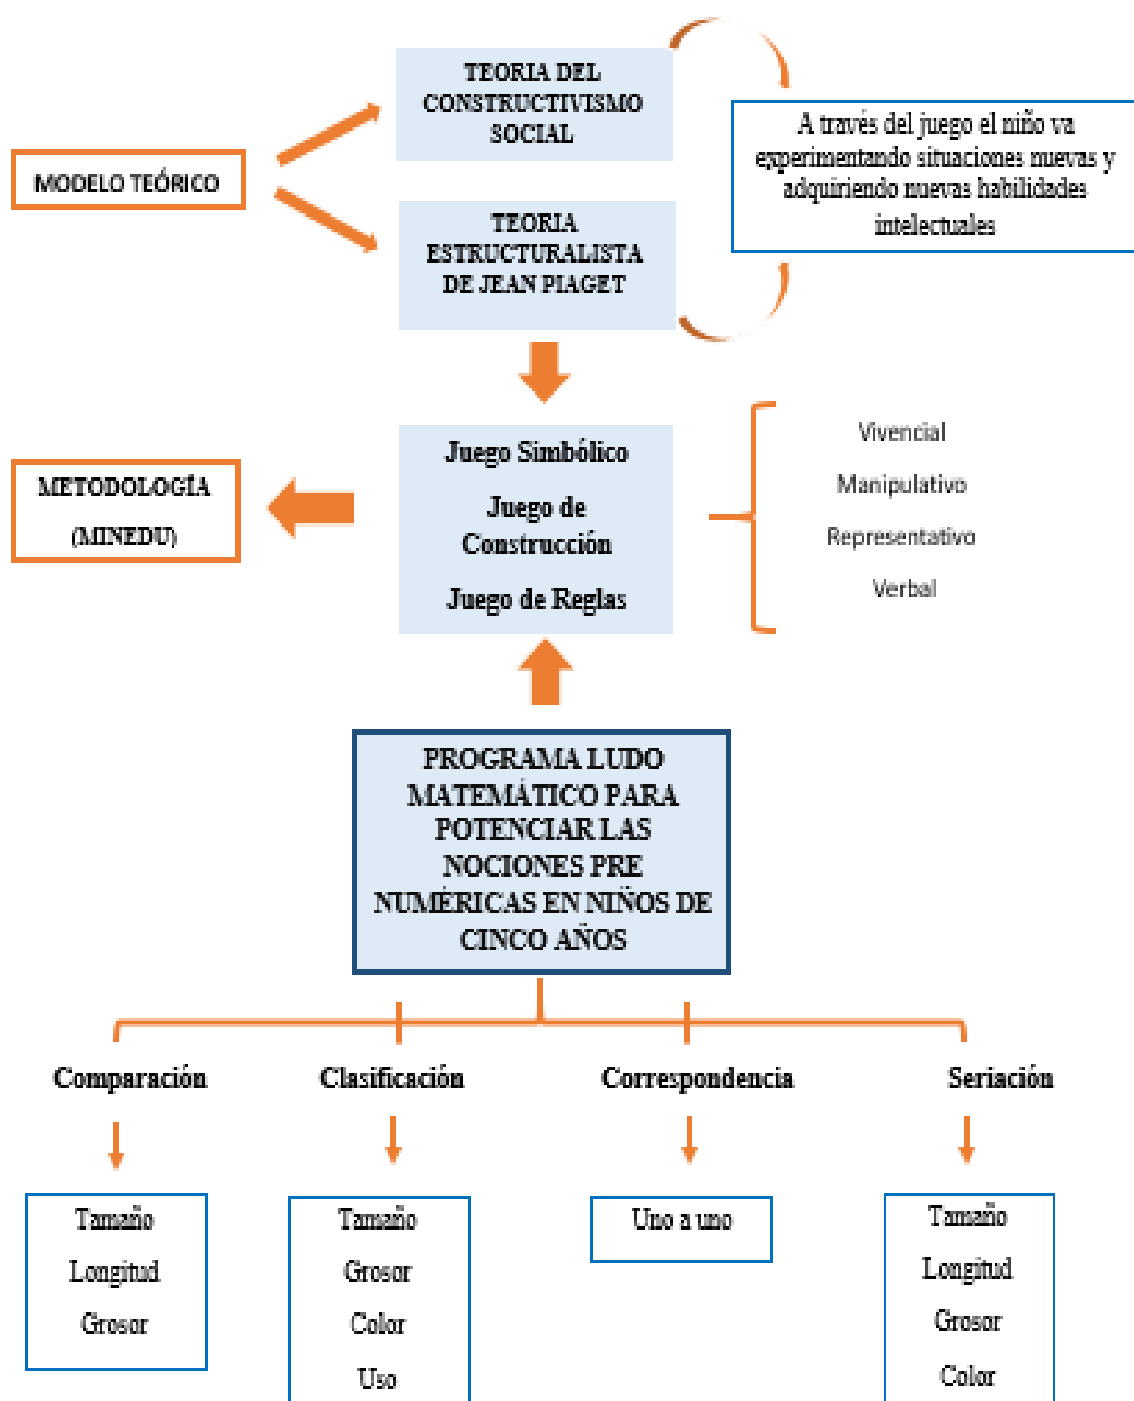 TEORIA DEL
CONSTRUCTIVISMO
SOCIAL
A través del juego el niño va
experimentando situaciones nuevas y
adquiriendo nuevas habilidades
intelectuales
MODELO TEÓRICO
TEORIA
ESTRUCTURALISTA
DE JEAN PIAGET
METODOLOGÍA
(MINEDU)
Juego Simbólico
Juego de
Construcción
Juego de Reglas
Vivencial
Manipulativo
Representativo
Verbal
PROGRAMA LUDO
MATEMÁTICO PARA
POTENCIAR LAS
NOCIONES PRE
NUMÉRICAS EN NIÑOS DE
CINCO AÑOS
Comparación
Clasificación
Correspondencia
Seriación
Tamaño
Longitud
Grosor
Tamaño
Grosor
Color
Uso
Uno a uno
Tamaño
Longitud
Grosor
Color